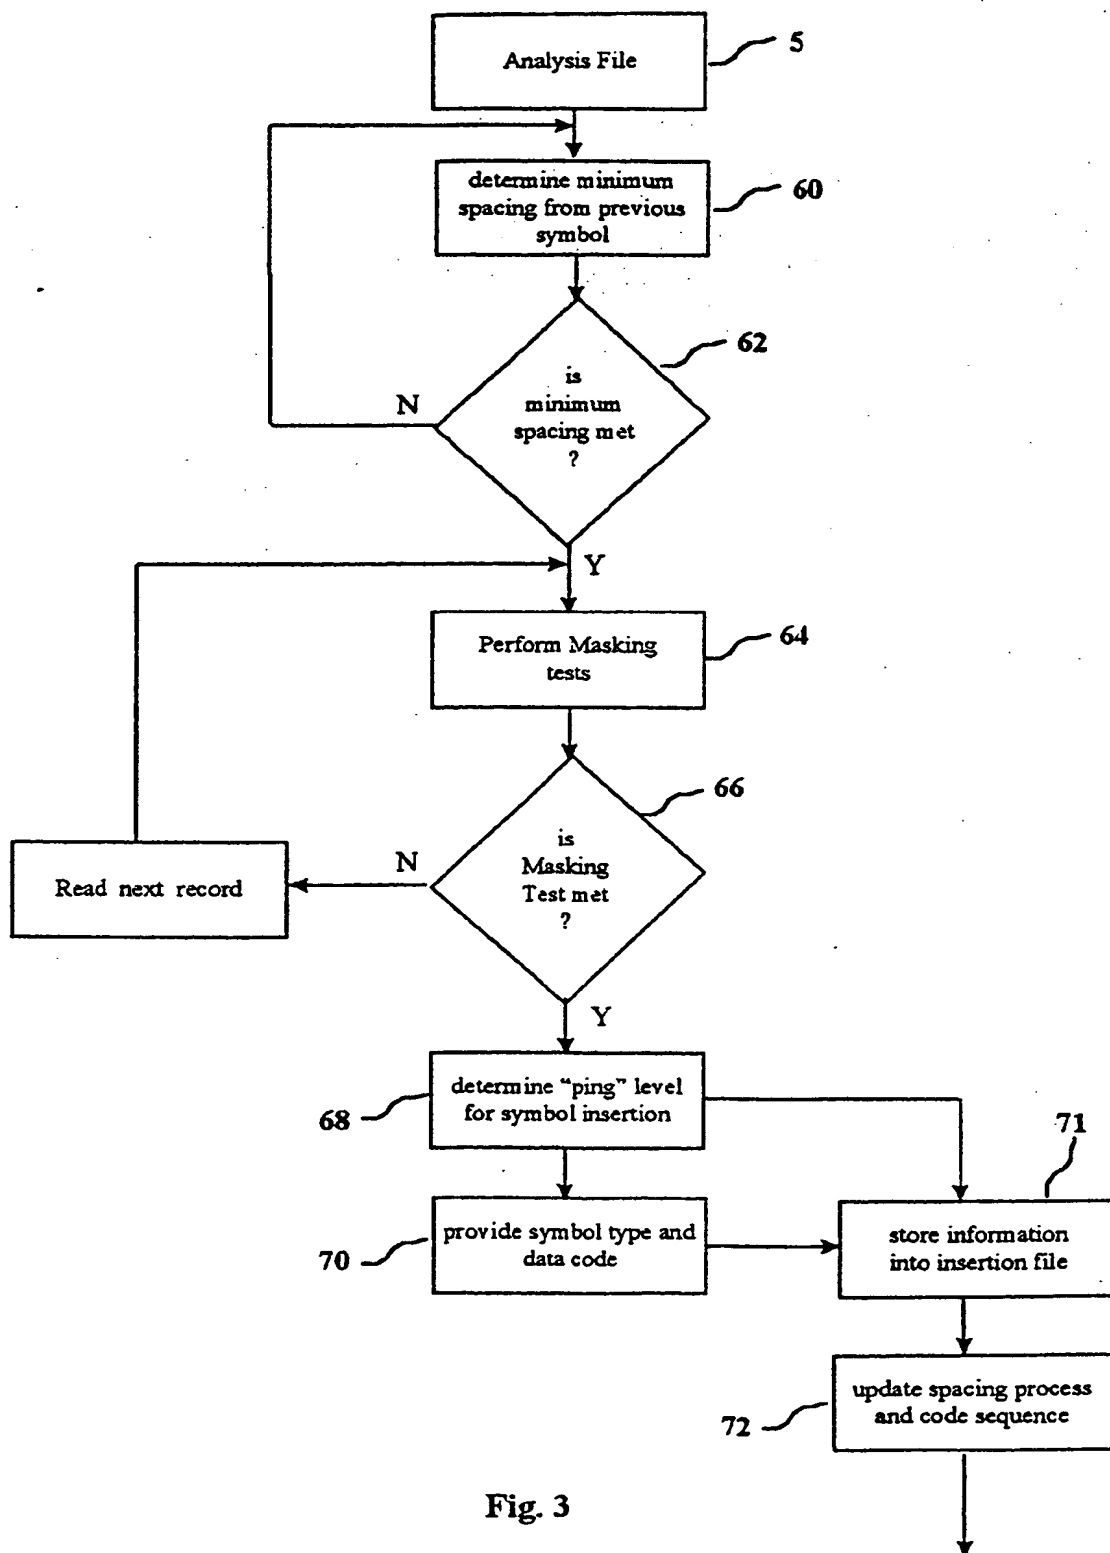 Analysis File
5
determine minimum
spacing from previous
symbol
60
62
is
minimum
spacing met
?
N
Y
Perform Masking
tests
64
66
is
Masking
Test met
?
N
Read next record
Y
determine “ping” level
for symbol insertion
68
71
provide symbol type and
data code
70
store information
into insertion file
update spacing process
and code sequence
72
Fig. 3